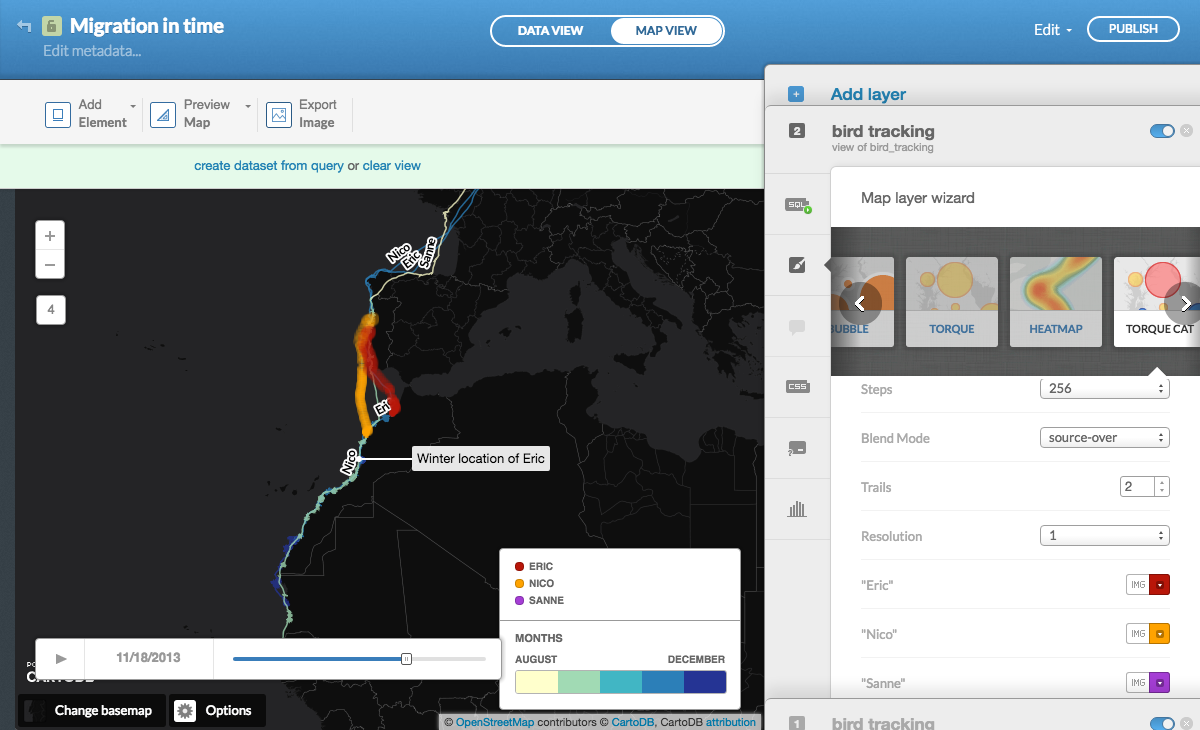 Migration in time
Edit metadata...
DATA VIEW
MAP VIEW
Edit
PUBLISH
Add Element
Preview Map
Export Image
create dataset from query or clear view
+
−
4
Nico
Eric
Sanne
Eri
Nico
Winter location of Eric
ERIC
NICO
SANNE
MONTHS
AUGUST DECEMBER
11/18/2013
Change basemap
Options
© OpenStreetMap contributors © CartoDB, CartoDB attribution
Add layer
2
bird tracking
view of bird_tracking
SQL
CSS
Map layer wizard
BUBBLE
TORQUE
HEATMAP
TORQUE CAT
Steps 256
Blend Mode source-over
Trails 2
Resolution 1
"Eric" IMG
"Nico" IMG
"Sanne" IMG
1
bird tracking